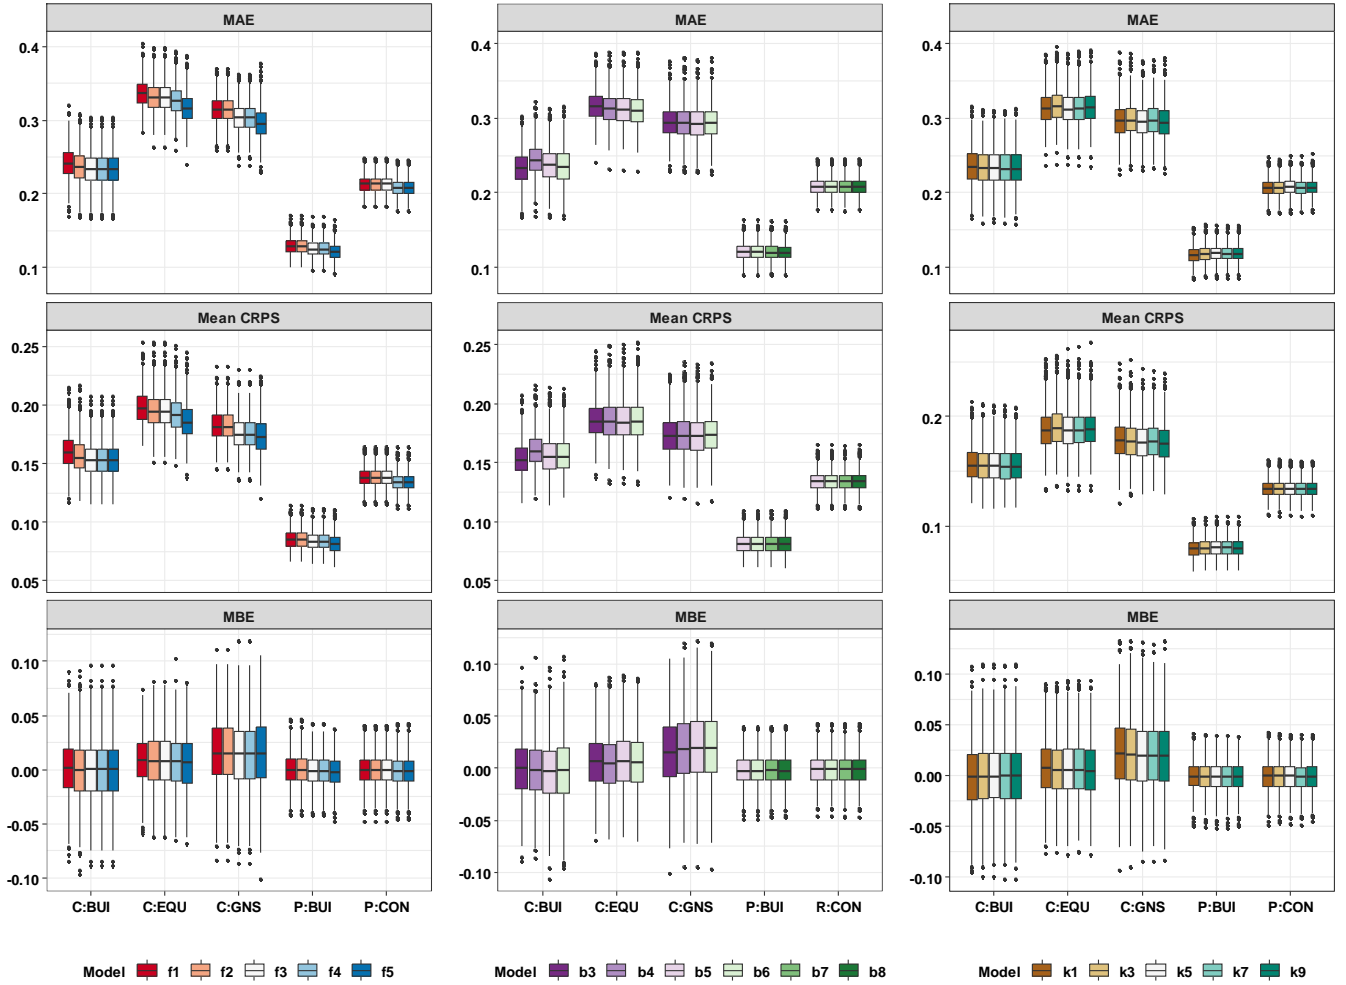 MAE
0.4
0.3
0.2
0.1
Mean CRPS
0.25
0.20
0.15
0.10
0.05
MBE
0.10
0.05
0.00
-0.05
-0.10
C:BUI C:EQU C:GNS P:BUI P:CON
Model f1 f2 f3 f4 f5
MAE
0.4
0.3
0.2
0.1
Mean CRPS
0.25
0.20
0.15
0.10
0.05
MBE
0.10
0.05
0.00
-0.05
-0.10
C:BUI C:EQU C:GNS P:BUI R:CON
Model b3 b4 b5 b6 b7 b8
MAE
0.4
0.3
0.2
0.1
Mean CRPS
0.2
0.1
MBE
0.10
0.05
0.00
-0.05
-0.10
C:BUI C:EQU C:GNS P:BUI P:CON
Model k1 k3 k5 k7 k9